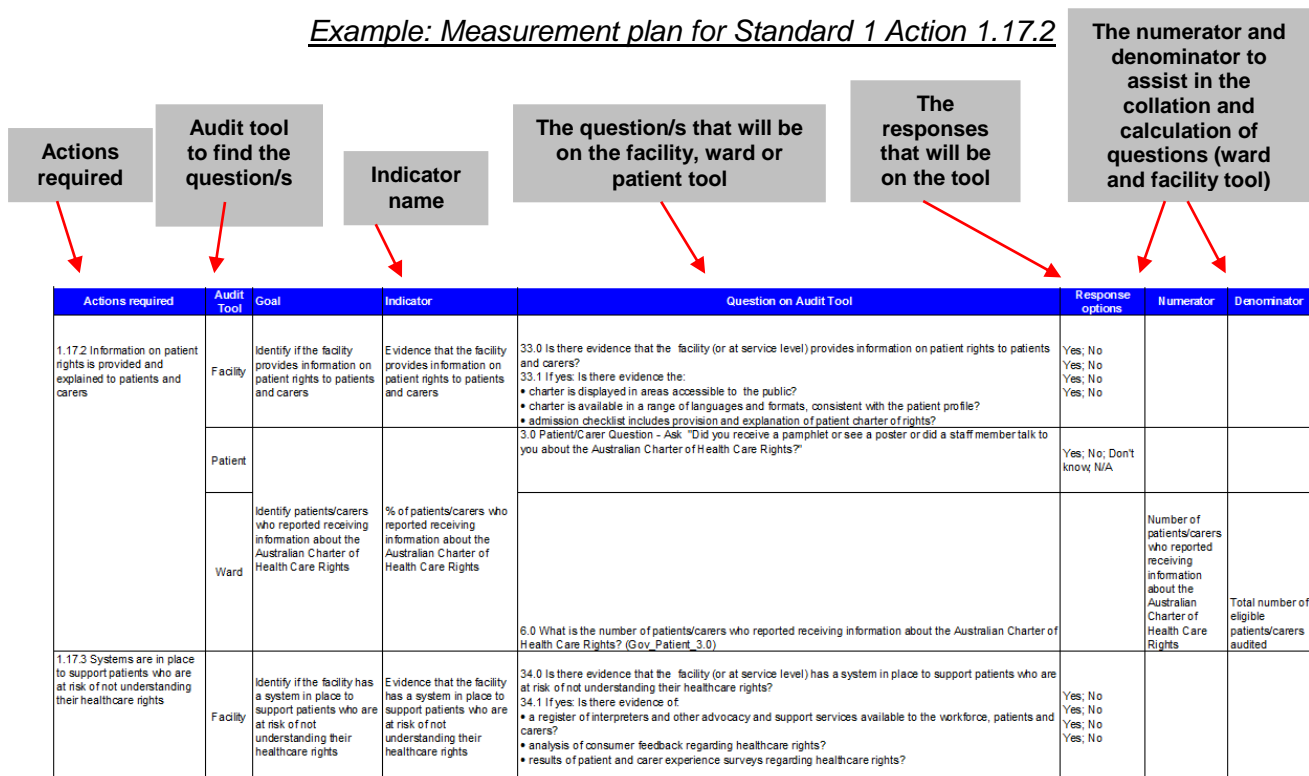 Example: Measurement plan for Standard 1 Action 1.17.2
Actions
required
Audit tool
to find the
question/s
Indicator
name
The question/s that will be
on the facility, ward or
patient tool
The
responses
that will be
on the tool
The numerator and
denominator to
assist in the
collation and
calculation of
questions (ward
and facility tool)
Actions required
Audit
Tool
Goal
Indicator
Question on Audit Tool
Response
options
Numerator
Denominator
1.17.2 Information on patient
rights is provided and
explained to patients and
carers
Facility
Identify if the facility
provides information on
patient rights to patients
and carers
Evidence that the facility
provides information on
patient rights to patients
and carers
33.0 Is there evidence that the facility (or at service level) provides information on patient rights to patients
and carers?
33.1 If yes: Is there evidence the:
• charter is displayed in areas accessible to the public?
• charter is available in a range of languages and formats, consistent with the patient profile?
• admission checklist includes provision and explanation of patient charter of rights?
Yes; No
Yes; No
Yes; No
Yes; No
Patient
3.0 Patient/Carer Question - Ask "Did you receive a pamphlet or see a poster or did a staff member talk to
you about the Australian Charter of Health Care Rights?"
Yes; No; Don't
know; N/A
Ward
Identify patients/carers
who reported receiving
information about the
Australian Charter of
Health Care Rights
% of patients/carers who
reported receiving
information about the
Australian Charter of
Health Care Rights
6.0 What is the number of patients/carers who reported receiving information about the Australian Charter of
Health Care Rights? (Gov_Patient_3.0)
Number of
patients/carers
who reported
receiving
information
about the
Australian
Charter of
Health Care
Rights
Total number of
eligible
patients/carers
audited
1.17.3 Systems are in place
to support patients who are
at risk of not understanding
their healthcare rights
Facility
Identify if the facility has
a system in place to
support patients who are
at risk of not
understanding their
healthcare rights
Evidence that the facility
has a system in place to
support patients who are
at risk of not
understanding their
healthcare rights
34.0 Is there evidence that the facility (or at service level) has a system in place to support patients who are
at risk of not understanding their healthcare rights?
34.1 If yes: Is there evidence of:
• a register of interpreters and other advocacy and support services available to the workforce, patients and
carers?
• analysis of consumer feedback regarding healthcare rights?
• results of patient and carer experience surveys regarding healthcare rights?
Yes; No
Yes; No
Yes; No
Yes; No